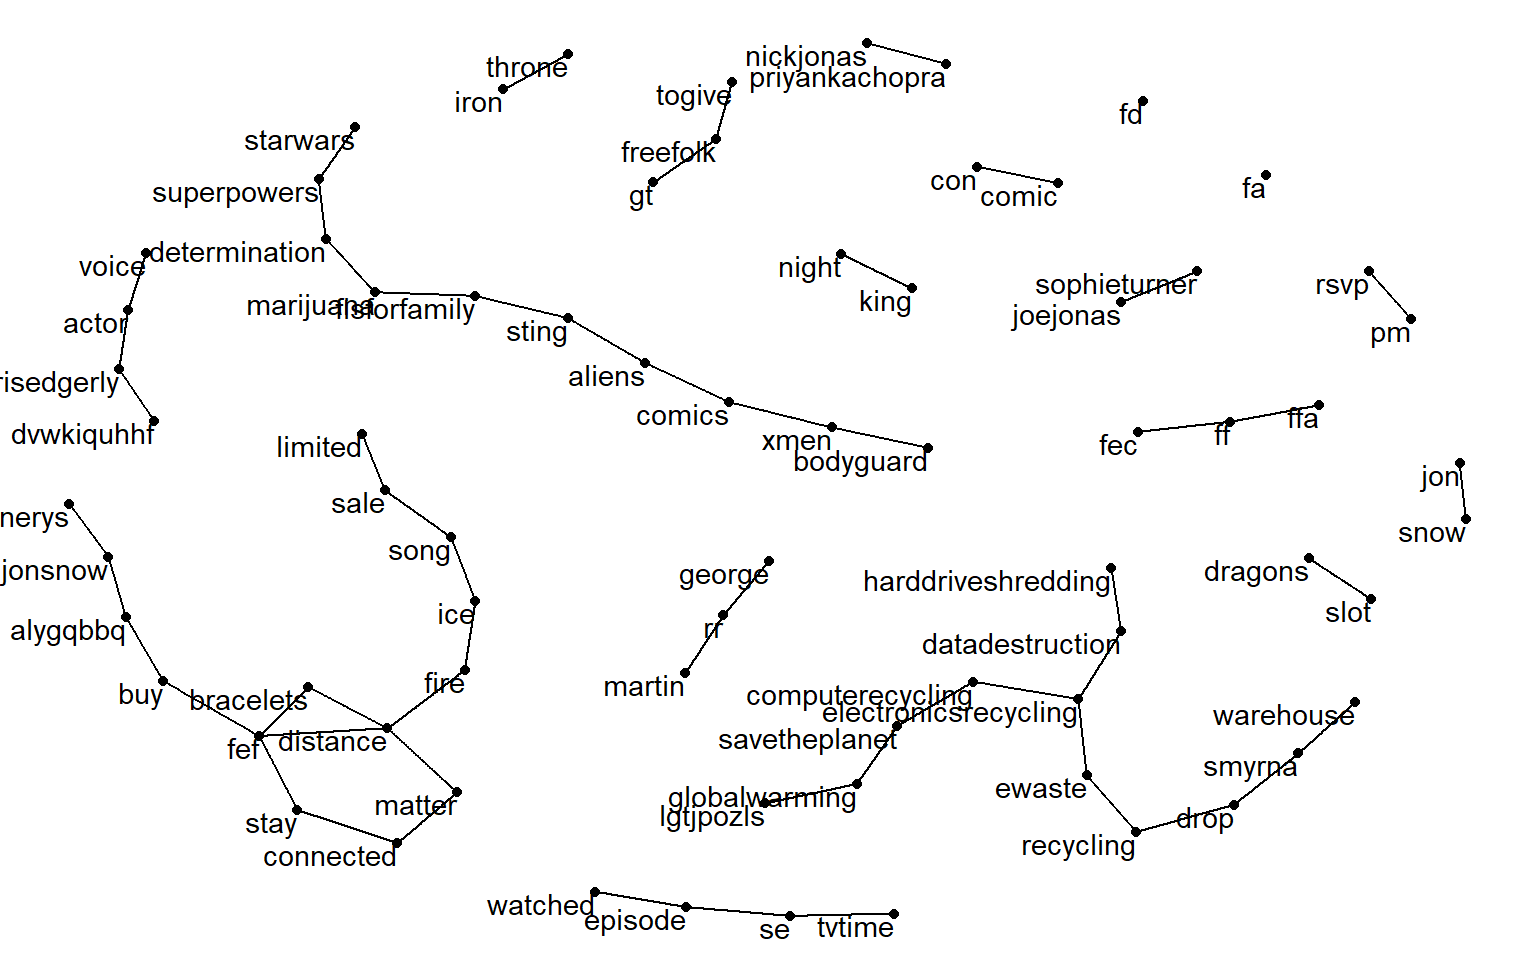 nickjonas
throne
priyankachopra
togive
iron
fd
starwars
freefolk
con
fa
superpowers
gt
comic
determination
voice
night
sophieturner
rsvp
marijuana
fisforfamily
king
joejonas
actor
sting
pm
risedgerly
aliens
comics
ffa
dvwkiquhhf
limited
xmen
fec
ff
bodyguard
jon
sale
nerys
song
snow
jonsnow
george
harddriveshredding
dragons
ice
slot
alygqbbq
rr
datadestruction
fire
martin
buy
bracelets
computerecycling
electronicsrecycling
warehouse
fef
distance
savetheplanet
smyrna
matter
globalwarming
ewaste
stay
lgtjpozls
drop
connected
recycling
watched
episode
se
tvtime